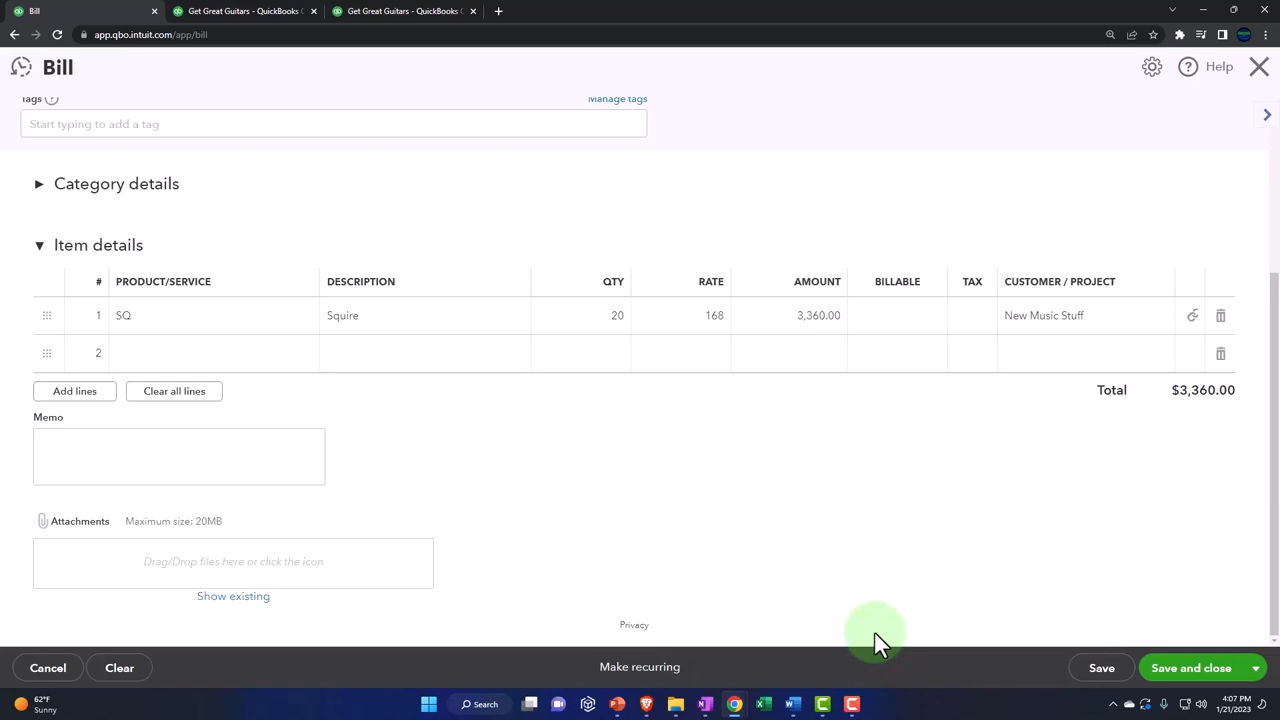 Bill
Get Great Guitars - QuickBooks
Get Great Guitars - QuickBooks
app.qbo.intuit.com/app/bill
Bill
Help
Tags
Manage tags
Start typing to add a tag
Category details
Item details
# PRODUCT/SERVICE DESCRIPTION QTY RATE AMOUNT BILLABLE TAX CUSTOMER / PROJECT
1 SQ Squire 20 168 3,360.00 New Music Stuff
2
Add lines Clear all lines Total $3,360.00
Memo
Attachments Maximum size: 20MB
Drag/Drop files here or click the icon
Show existing
Privacy
Cancel Clear Make recurring Save Save and close
62°F
Sunny
Search
4:07 PM
1/21/2023